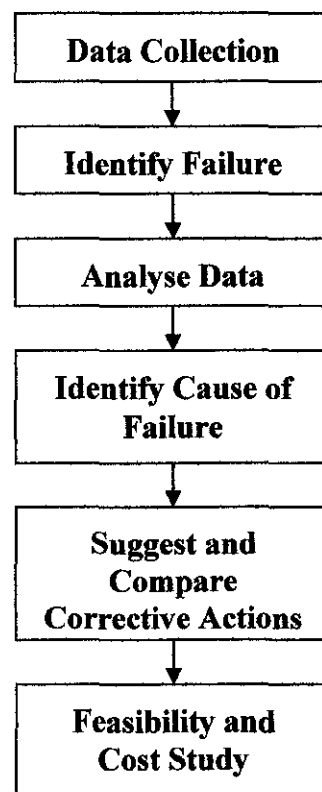 Data Collection
Identify Failure
Analyse Data
Identify Cause of
Failure
Suggest and
Compare
Corrective Actions
Feasibility and
Cost Study